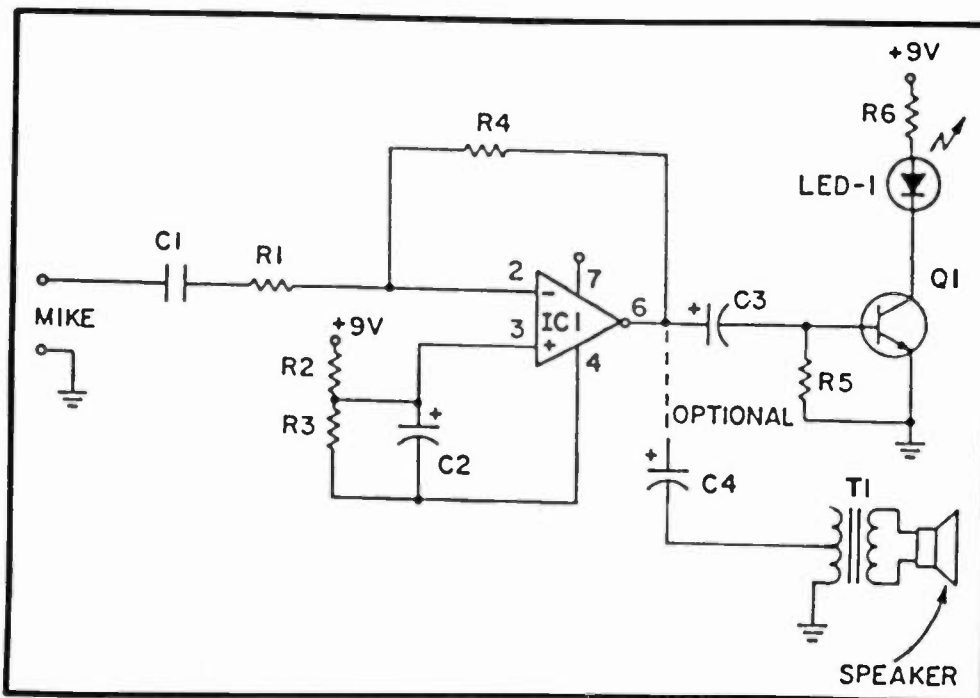 +9V
R6
R4
LED-1
C1
R1
7
Q1
2
-
C3
+
6
IC1
MIKE
+9V
3
+
4
R2
R5
+
OPTIONAL
R3
C2
+
C4
T1
SPEAKER